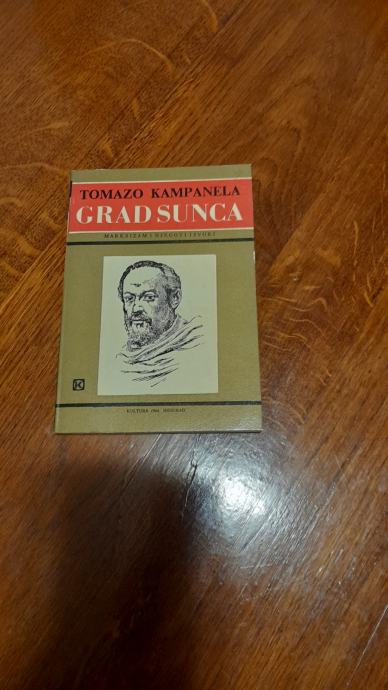 TOMAZO KAMPANELA
GRAD SUNCA
MARKSIZAM I NJEGOVI IZVORI
K
KULTURA 1964 BEOGRAD